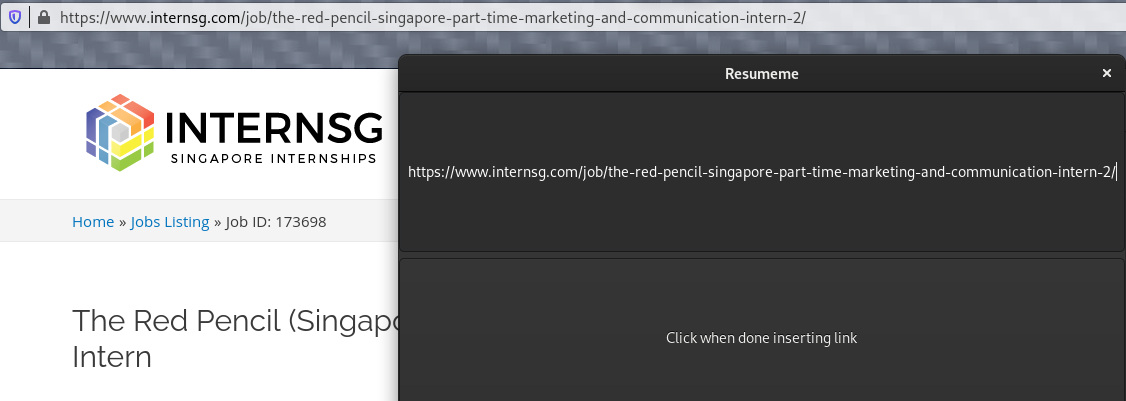 https://www.internsg.com/job/the-red-pencil-singapore-part-time-marketing-and-communication-intern-2/
Resumeme
×
INTERNSG
SINGAPORE INTERNSHIPS
https://www.internsg.com/job/the-red-pencil-singapore-part-time-marketing-and-communication-intern-2/
Home » Jobs Listing » Job ID: 173698
The Red Pencil (Singapo
Intern
Click when done inserting link